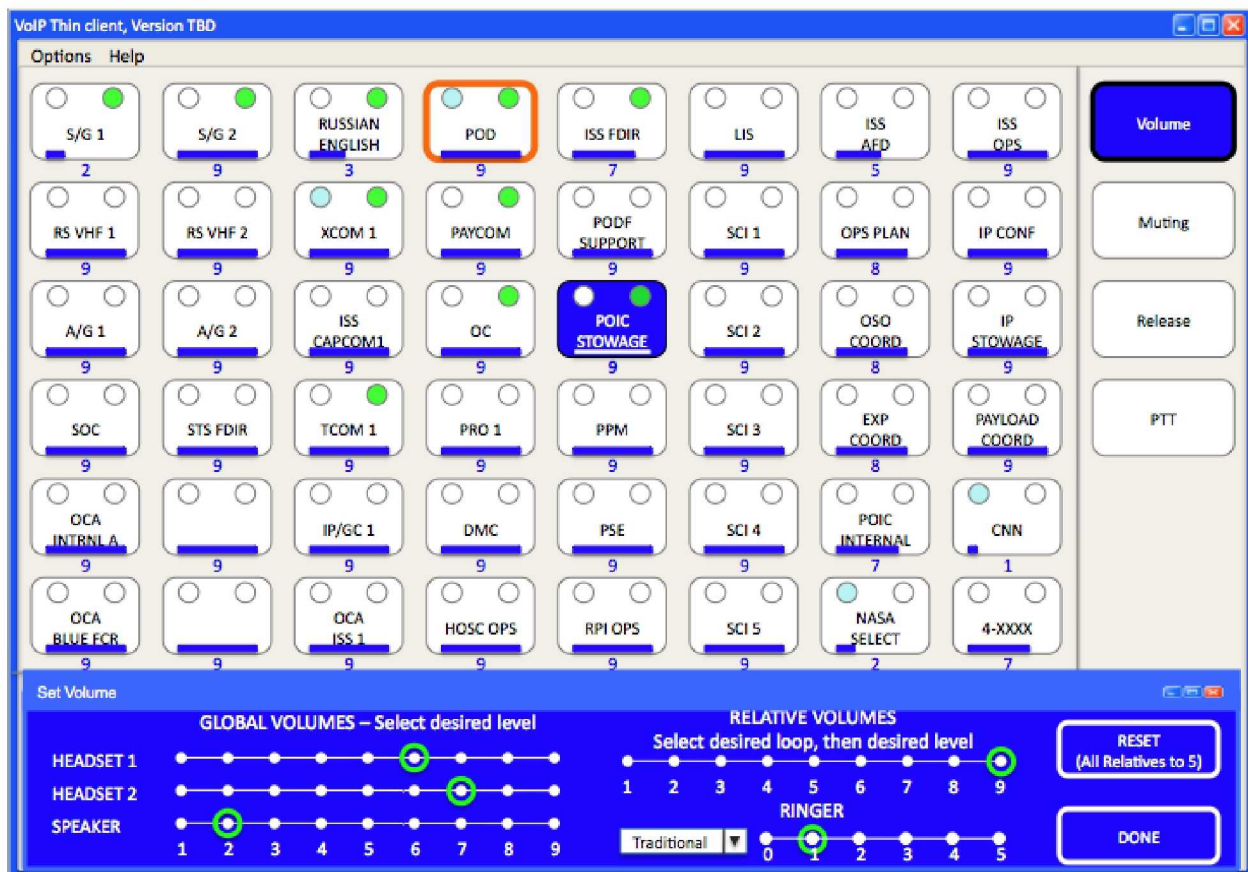 VoIP Thin client, Version TBD
Options Help
S/G 1
2
S/G 2
9
RUSSIAN
ENGLISH
3
POD
9
ISS FDIR
7
LIS
9
ISS
AFD
5
ISS
OPS
9
Volume
RS VHF 1
9
RS VHF 2
9
XCOM 1
9
PAYCOM
9
PODF
SUPPORT
9
SCI 1
9
OPS PLAN
8
IP CONF
9
Muting
A/G 1
9
A/G 2
9
ISS
CAPCOM1
9
OC
9
POIC
STOWAGE
9
SCI 2
9
OSO
COORD
8
IP
STOWAGE
9
Release
SOC
9
STS FDIR
9
TCOM 1
9
PRO 1
9
PPM
9
SCI 3
9
EXP
COORD
8
PAYLOAD
COORD
9
PTT
OCA
INTRNL A
9
9
IP/GC 1
9
DMC
9
PSE
9
SCI 4
9
POIC
INTERNAL
7
CNN
1
OCA
BLUE FCR
9
9
OCA
ISS 1
9
HOSC OPS
9
RPI OPS
9
SCI 5
9
NASA
SELECT
2
4-XXXX
7
Set Volume
GLOBAL VOLUMES – Select desired level
HEADSET 1
HEADSET 2
SPEAKER
1 2 3 4 5 6 7 8 9
RELATIVE VOLUMES
Select desired loop, then desired level
1 2 3 4 5 6 7 8 9
RINGER
Traditional
0 1 2 3 4 5
RESET
(All Relatives to 5)
DONE